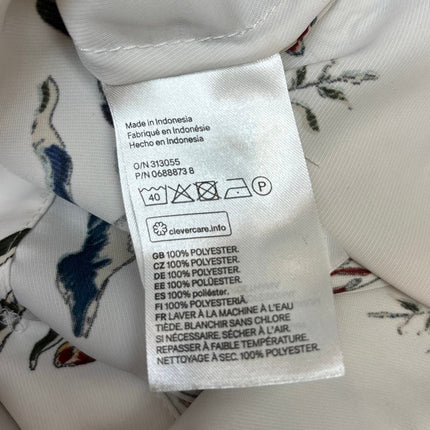 Made in Indonesia
Fabriqué en Indonésie
Hecho en Indonesia
O/N 313055
P/N 0688873 8
40 P
clevercare.info
GB 100% POLYESTER.
CZ 100% POLYESTER.
DE 100% POLYESTER.
EE 100% POLÜESTER.
ES 100% poliéster.
FI 100% POLYESTERIÄ.
FR LAVER À LA MACHINE À L'EAU
TIÈDE. BLANCHIR SANS CHLORE
SI NÉCESSAIRE. SÉCHER À L'AIR.
REPASSER À FAIBLE TEMPÉRATURE.
NETTOYAGE À SEC. 100% POLYESTER.